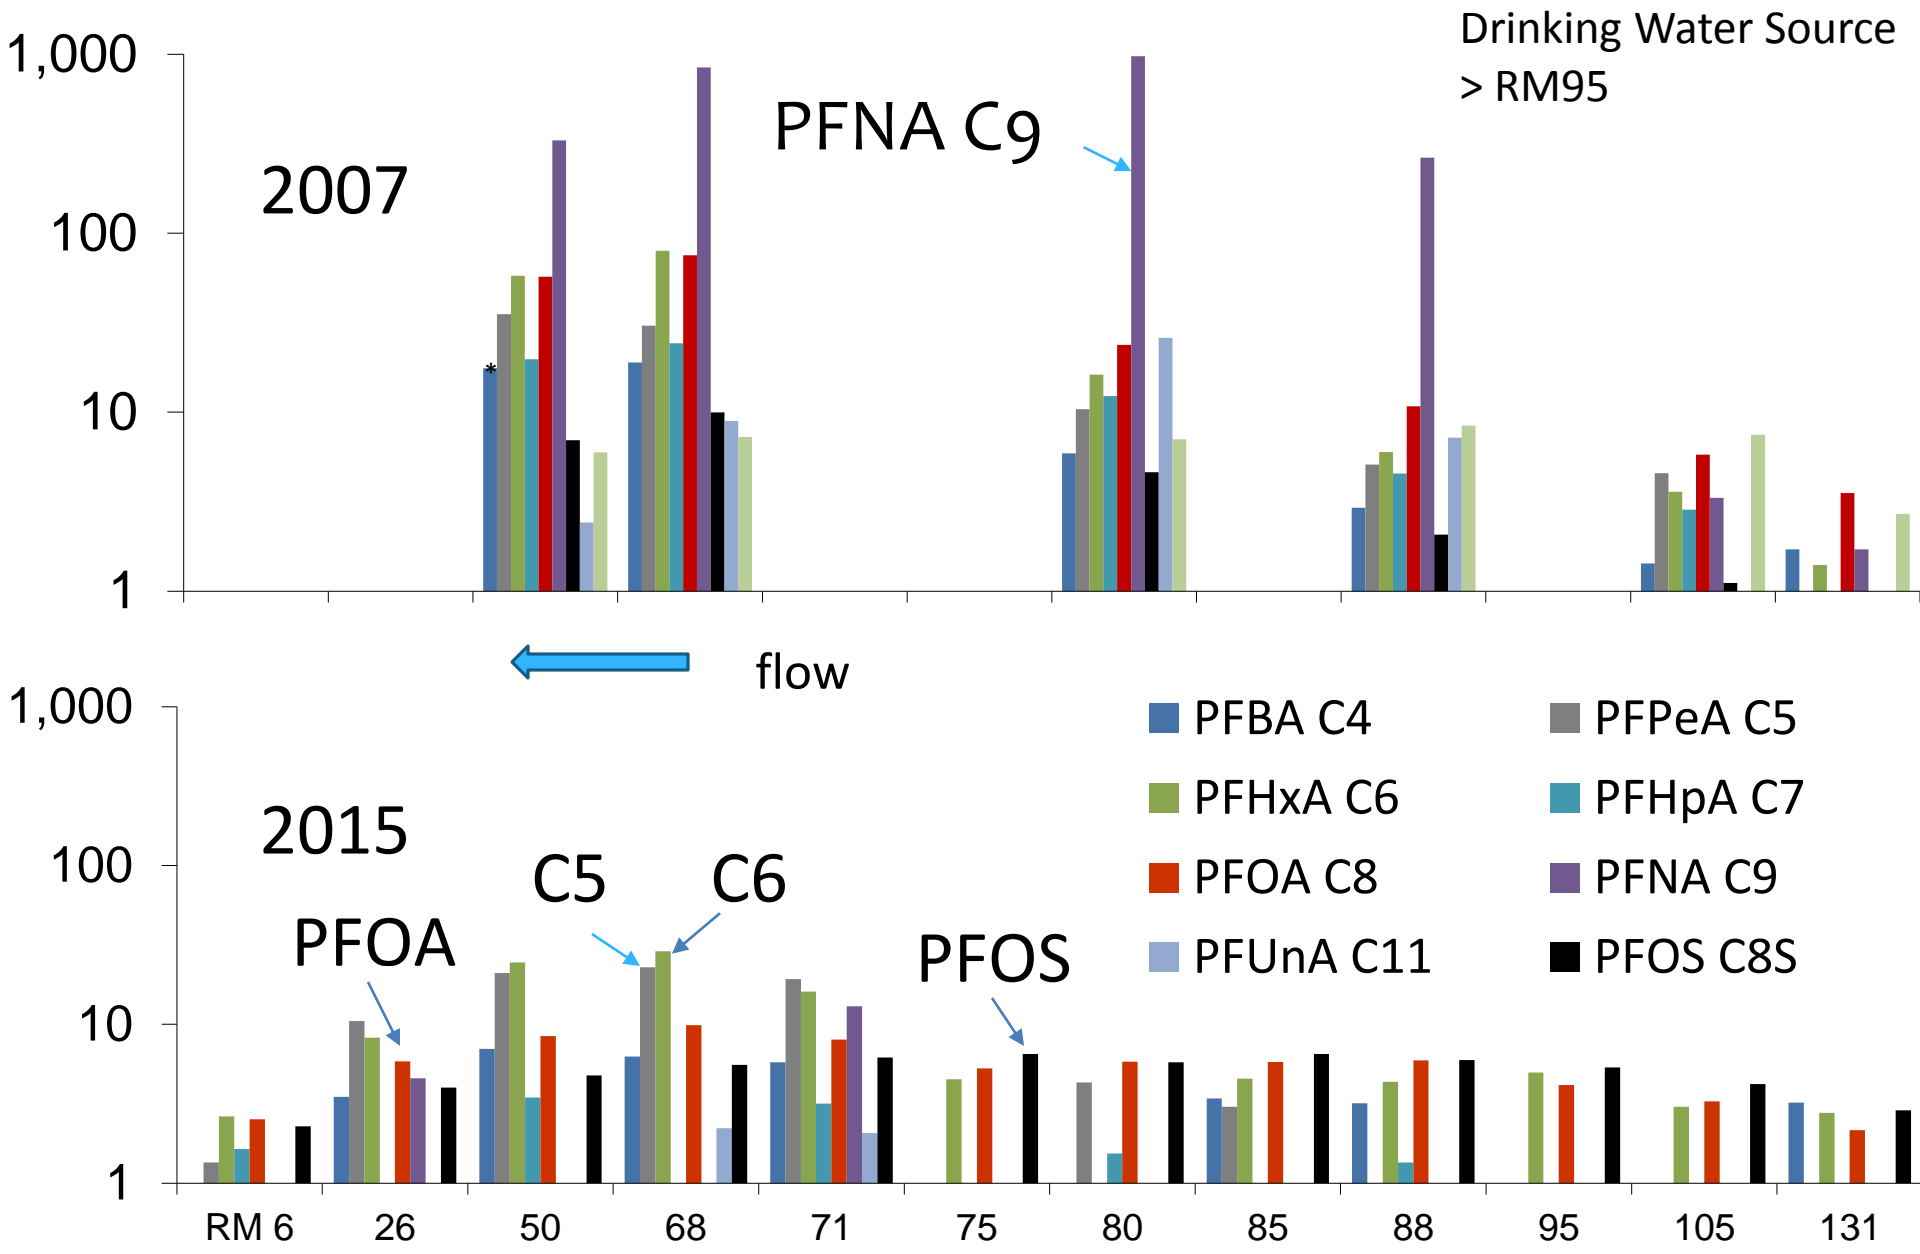 Drinking Water Source
> RM95
1,000
100
10
1
2007
PFNA C9
*
flow
1,000
100
10
1
2015
PFOA
C5
C6
PFOS
PFBA C4
PFPeA C5
PFHxA C6
PFHpA C7
PFOA C8
PFNA C9
PFUnA C11
PFOS C8S
RM 6 26 50 68 71 75 80 85 88 95 105 131